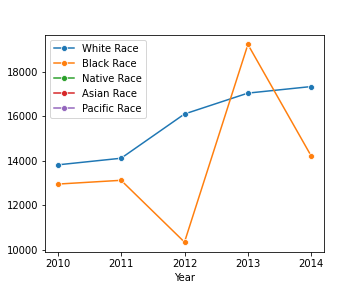 White Race
Black Race
Native Race
Asian Race
Pacific Race
18000
16000
14000
12000
10000
2010 2011 2012 2013 2014
Year